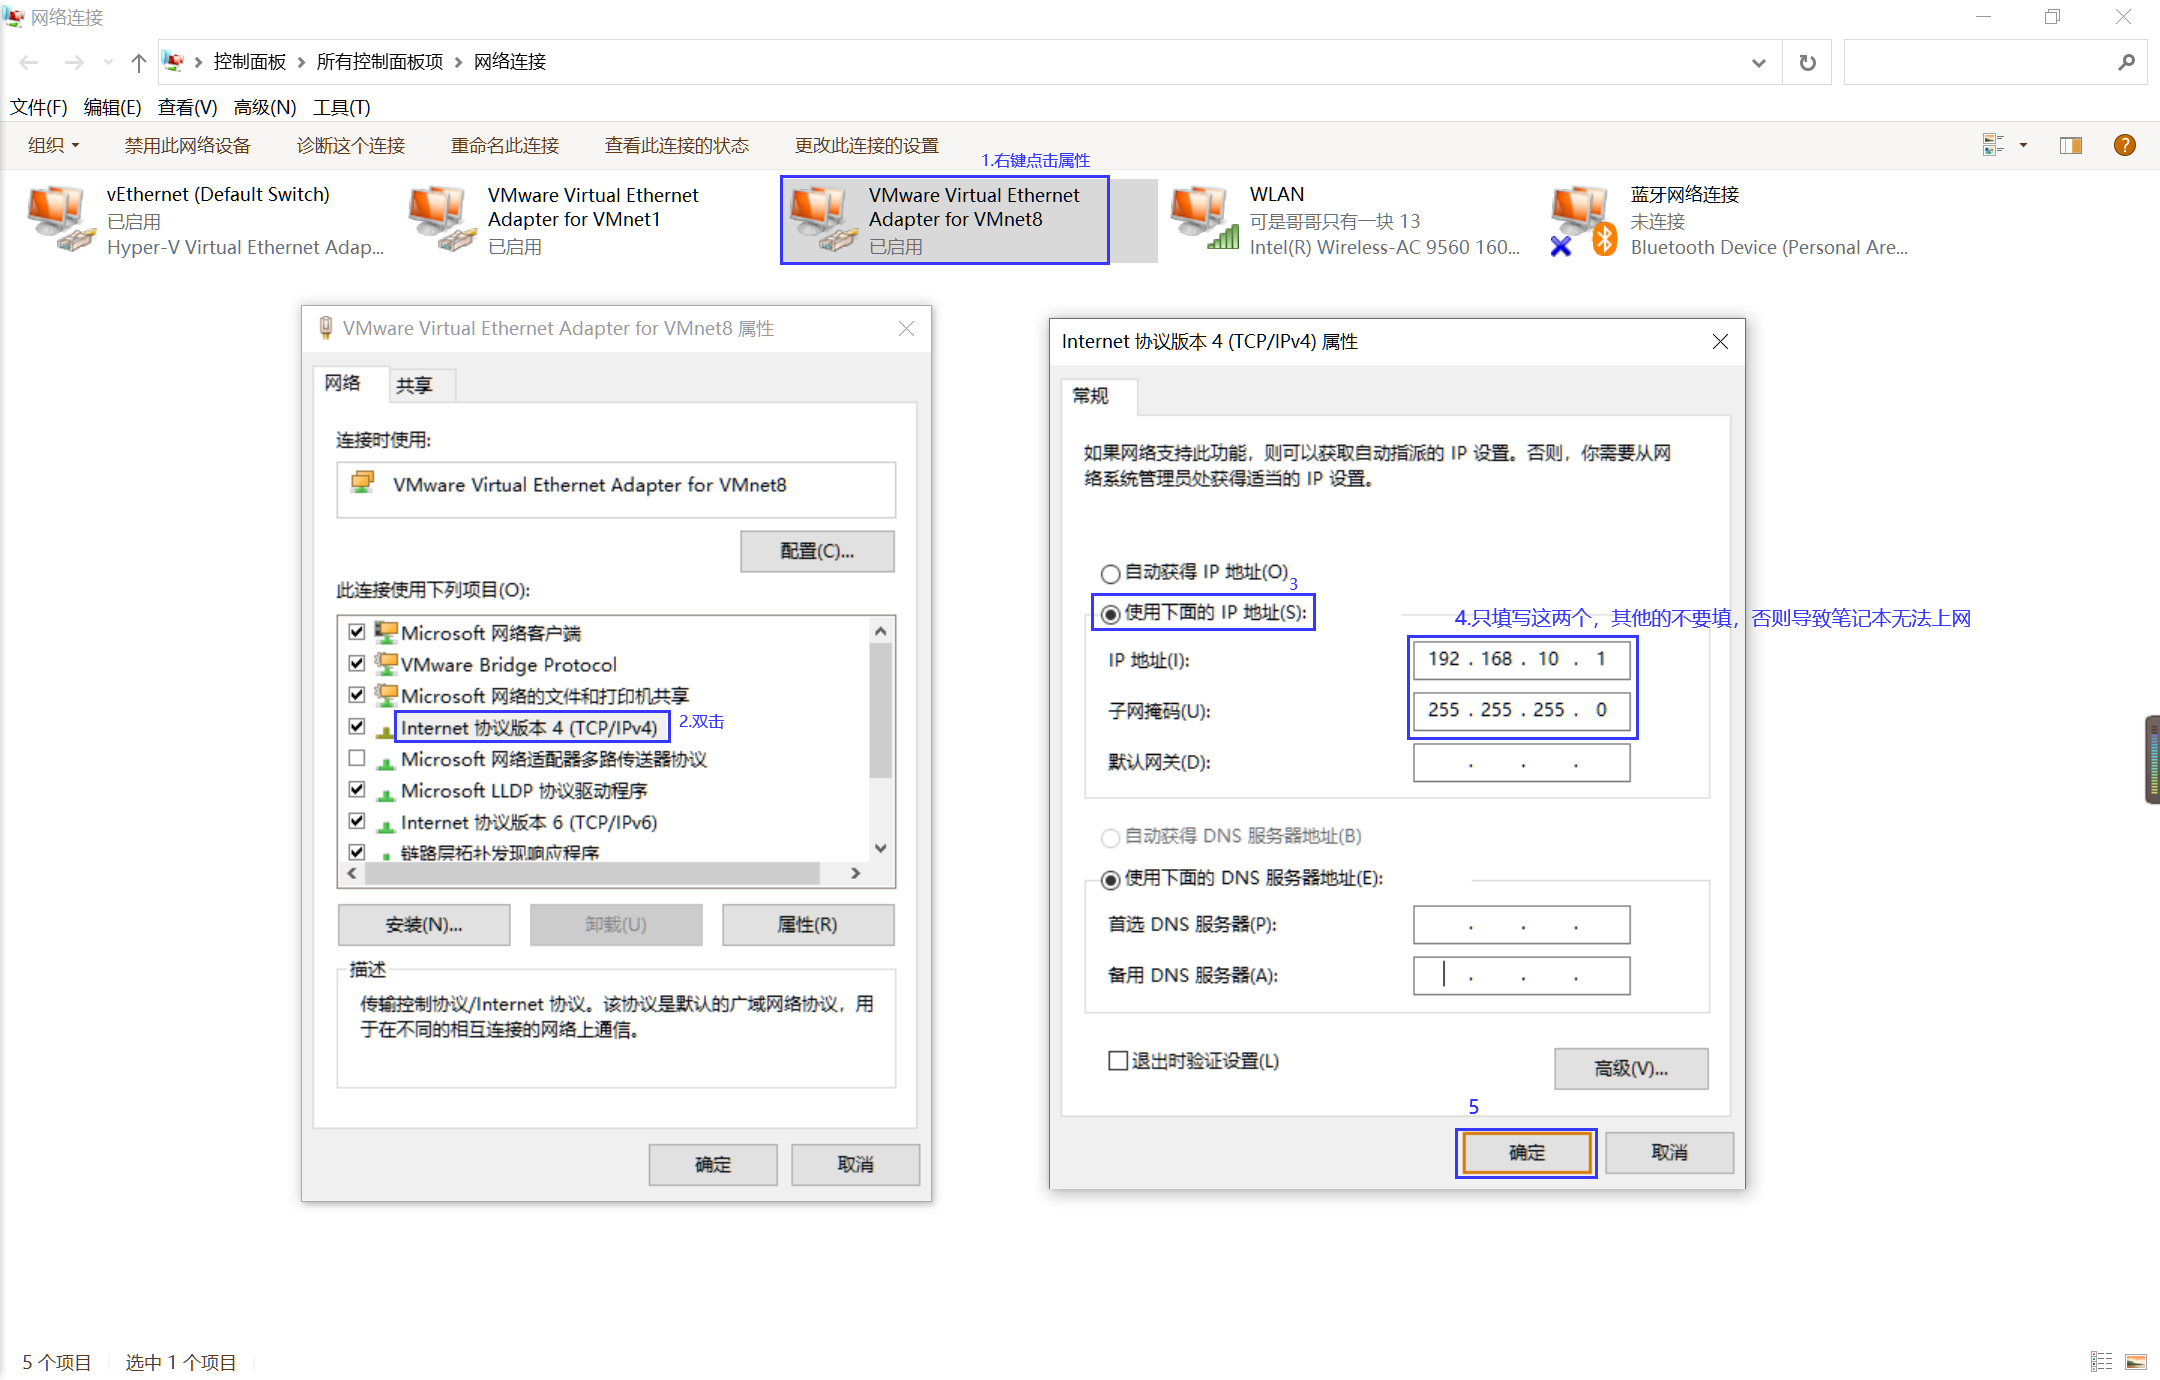 网络连接
控制面板 › 所有控制面板项 › 网络连接
文件(F) 编辑(E) 查看(V) 高级(N) 工具(T)
组织 禁用此网络设备 诊断这个连接 重命名此连接 查看此连接的状态 更改此连接的设置
1.右键点击属性
vEthernet (Default Switch)
已启用
Hyper-V Virtual Ethernet Adap...
VMware Virtual Ethernet
Adapter for VMnet1
已启用
VMware Virtual Ethernet
Adapter for VMnet8
已启用
WLAN
可是哥哥只有一块 13
Intel(R) Wireless-AC 9560 160...
蓝牙网络连接
未连接
Bluetooth Device (Personal Are...
VMware Virtual Ethernet Adapter for VMnet8 属性
网络 共享
连接时使用:
VMware Virtual Ethernet Adapter for VMnet8
配置(C)...
此连接使用下列项目(O):
Microsoft 网络客户端
VMware Bridge Protocol
Microsoft 网络的文件和打印机共享
Internet 协议版本 4 (TCP/IPv4) 2.双击
Microsoft 网络适配器多路传送器协议
Microsoft LLDP 协议驱动程序
Internet 协议版本 6 (TCP/IPv6)
链路层拓扑发现响应程序
安装(N)... 卸载(U) 属性(R)
描述
传输控制协议/Internet 协议。该协议是默认的广域网络协议，用
于在不同的相互连接的网络上通信。
确定 取消
Internet 协议版本 4 (TCP/IPv4) 属性
常规
如果网络支持此功能，则可以获取自动指派的 IP 设置。否则，你需要从网
络系统管理员处获得适当的 IP 设置。
自动获得 IP 地址(O)
3
使用下面的 IP 地址(S):
4.只填写这两个，其他的不要填，否则导致笔记本无法上网
IP 地址(I): 192 . 168 . 10 . 1
子网掩码(U): 255 . 255 . 255 . 0
默认网关(D): . . .
自动获得 DNS 服务器地址(B)
使用下面的 DNS 服务器地址(E):
首选 DNS 服务器(P): . . .
备用 DNS 服务器(A): . . .
退出时验证设置(L)
高级(V)...
5
确定 取消
5 个项目 选中 1 个项目